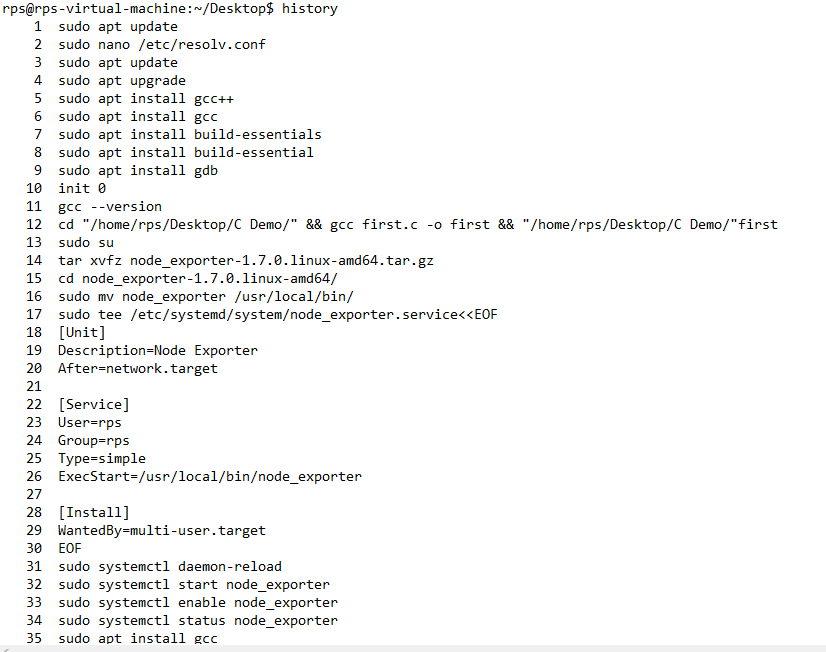 rps@rps-virtual-machine:~/Desktop$ history
1 sudo apt update
2 sudo nano /etc/resolv.conf
3 sudo apt update
4 sudo apt upgrade
5 sudo apt install gcc++
6 sudo apt install gcc
7 sudo apt install build-essentials
8 sudo apt install build-essential
9 sudo apt install gdb
10 init 0
11 gcc --version
12 cd "/home/rps/Desktop/C Demo/" && gcc first.c -o first && "/home/rps/Desktop/C Demo/"first
13 sudo su
14 tar xvfz node_exporter-1.7.0.linux-amd64.tar.gz
15 cd node_exporter-1.7.0.linux-amd64/
16 sudo mv node_exporter /usr/local/bin/
17 sudo tee /etc/systemd/system/node_exporter.service<<EOF
18 [Unit]
19 Description=Node Exporter
20 After=network.target
21
22 [Service]
23 User=rps
24 Group=rps
25 Type=simple
26 ExecStart=/usr/local/bin/node_exporter
27
28 [Install]
29 WantedBy=multi-user.target
30 EOF
31 sudo systemctl daemon-reload
32 sudo systemctl start node_exporter
33 sudo systemctl enable node_exporter
34 sudo systemctl status node_exporter
35 sudo apt install gcc